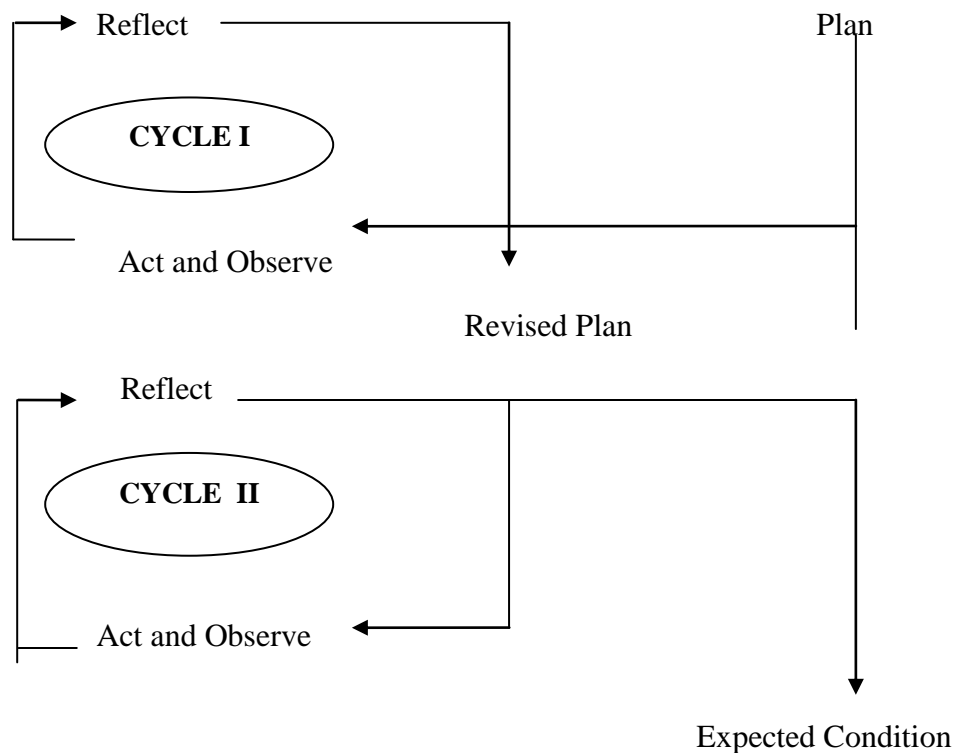 Reflect Plan
CYCLE I
Act and Observe
Revised Plan
Reflect
CYCLE II
Act and Observe
Expected Condition